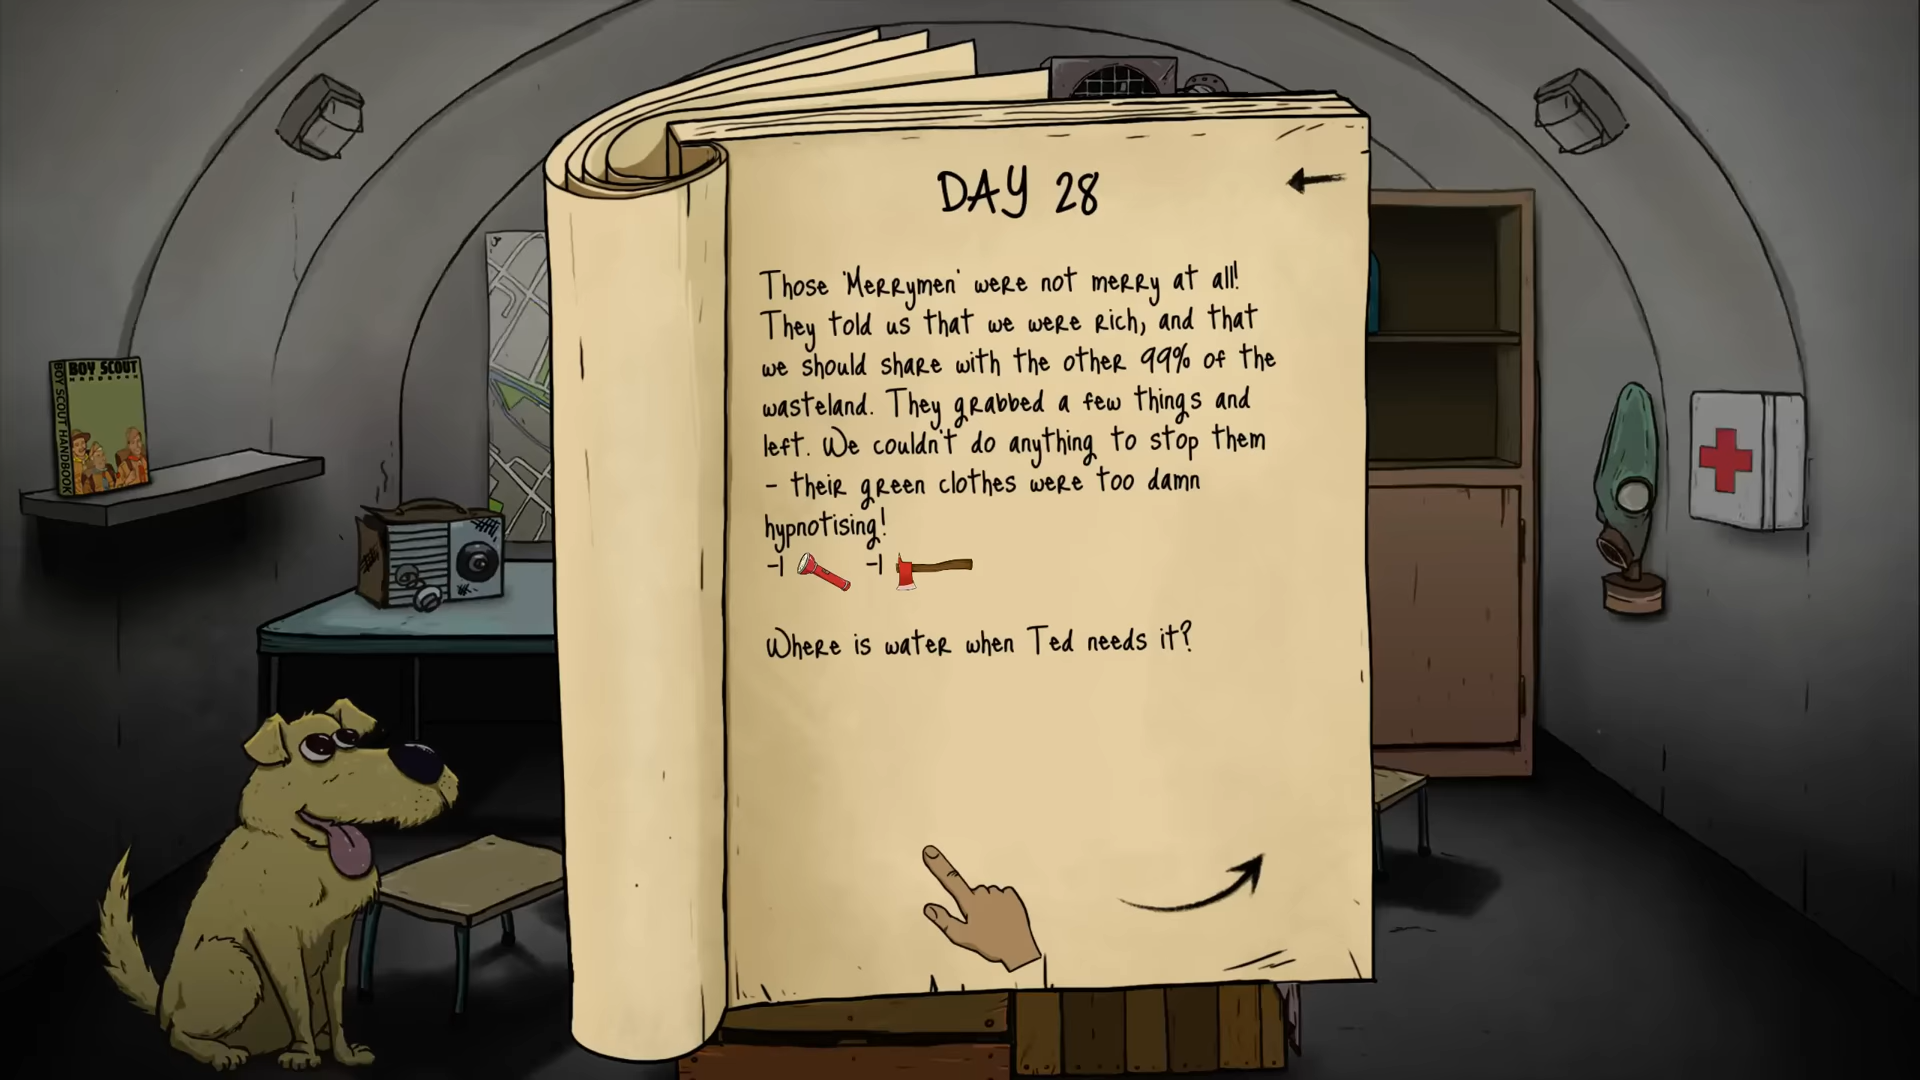 DAY 28
Those 'Merrymen' were not merry at all!
They told us that we were rich, and that
we should share with the other 99% of the
wasteland. They grabbed a few things and
left. We couldn't do anything to stop them
- their green clothes were too damn
hypnotising!
-1 -1
Where is water when Ted needs it?
BOY SCOUT
HANDBOOK
BOY SCOUT HANDBOOK